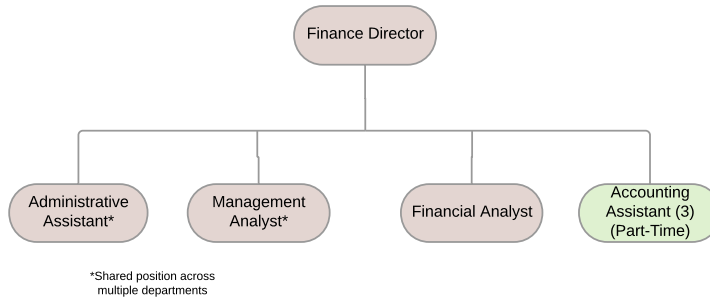 Finance Director
Administrative
Assistant*
Management
Analyst*
Financial Analyst
Accounting
Assistant (3)
(Part-Time)
*Shared position across
multiple departments